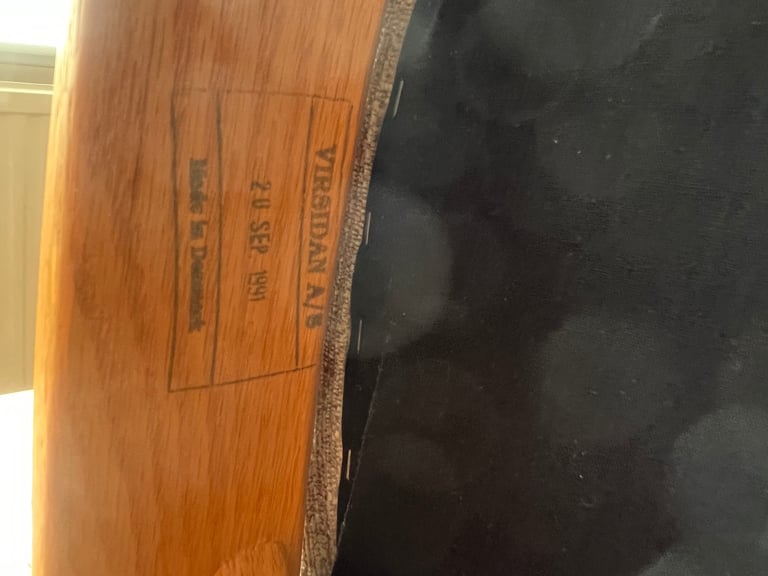 VIRSIDAN A/S
20 SEP. 1991
Made in Denmark